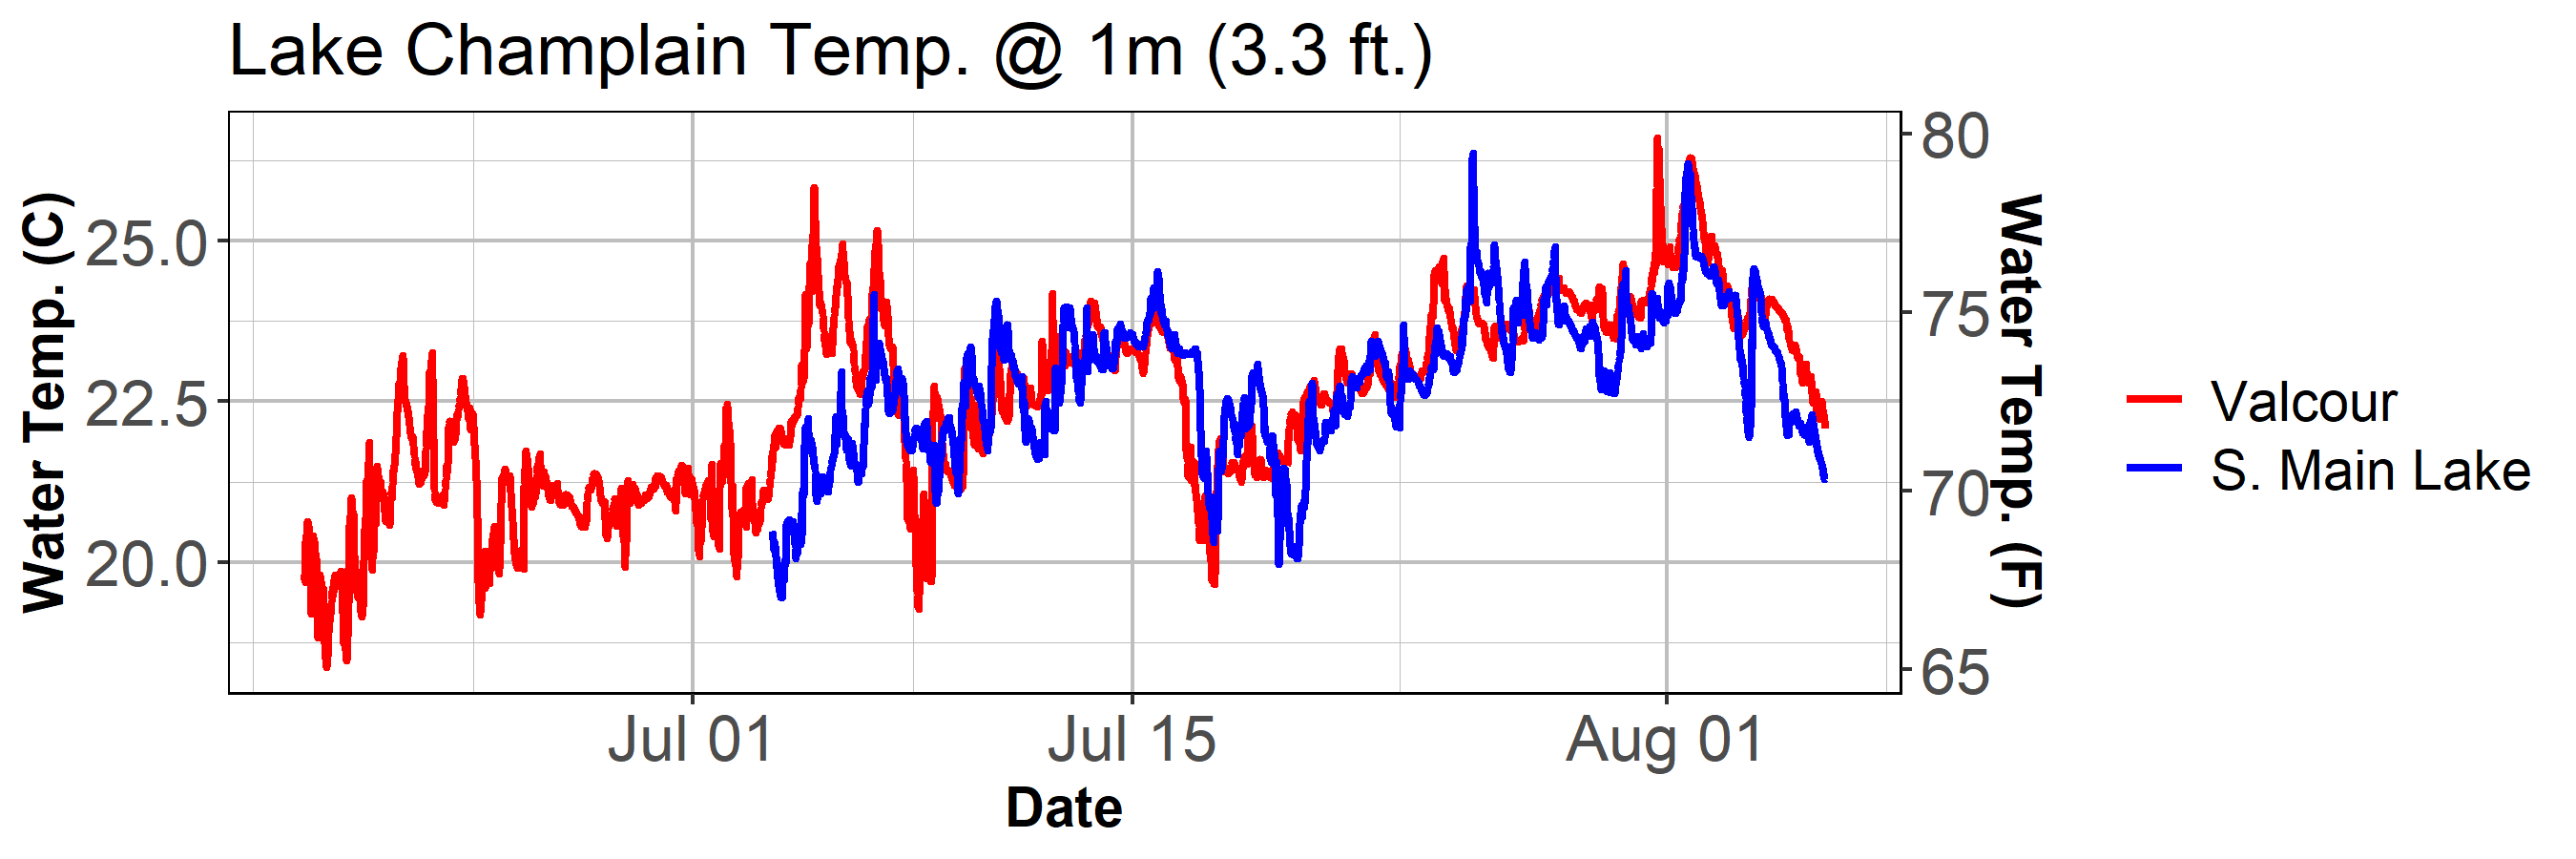 Lake Champlain Temp. @ 1m (3.3 ft.)
Water Temp. (C)
25.0
22.5
20.0
80
75
70
65
Water Temp. (F)
Jul 01
Jul 15
Aug 01
Date
Valcour
S. Main Lake